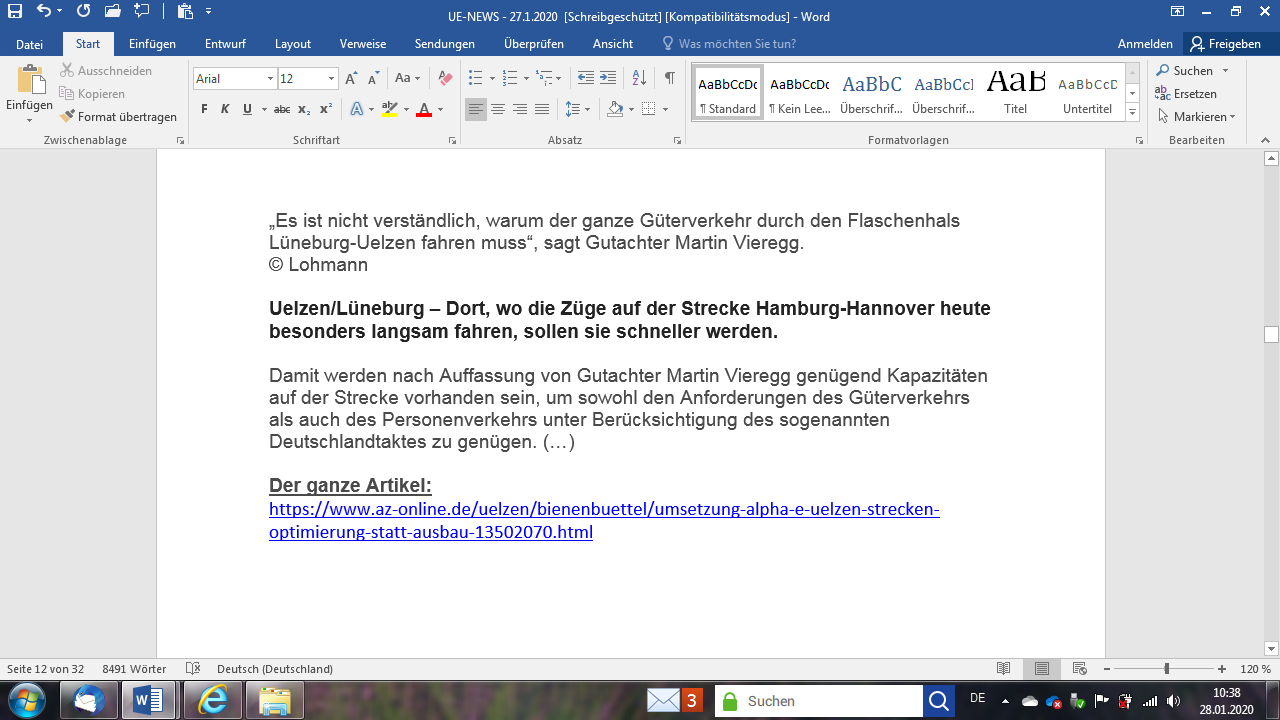 UE-NEWS - 27.1.2020 [Schreibgeschützt] [Kompatibilitätsmodus] - Word
Datei Start Einfügen Entwurf Layout Verweise Sendungen Überprüfen Ansicht Was möchten Sie tun? Anmelden Freigeben
Einfügen
Ausschneiden
Kopieren
Format übertragen
Zwischenablage
Arial 12
F K U abc x₂ x²
Schriftart
Absatz
AaBbCcDc AaBbCcDc AaBbC AaBbCcI AaB AaBbCcD
¶ Standard ¶ Kein Lee... Überschrif... Überschrif... Titel Untertitel
Formatvorlagen
Suchen
Ersetzen
Markieren
Bearbeiten
„Es ist nicht verständlich, warum der ganze Güterverkehr durch den Flaschenhals
Lüneburg-Uelzen fahren muss“, sagt Gutachter Martin Vieregg.
© Lohmann
Uelzen/Lüneburg – Dort, wo die Züge auf der Strecke Hamburg-Hannover heute
besonders langsam fahren, sollen sie schneller werden.
Damit werden nach Auffassung von Gutachter Martin Vieregg genügend Kapazitäten
auf der Strecke vorhanden sein, um sowohl den Anforderungen des Güterverkehrs
als auch des Personenverkehrs unter Berücksichtigung des sogenannten
Deutschlandtaktes zu genügen. (…)
Der ganze Artikel:
https://www.az-online.de/uelzen/bienenbuettel/umsetzung-alpha-e-uelzen-strecken-
optimierung-statt-ausbau-13502070.html
Seite 12 von 32 8491 Wörter Deutsch (Deutschland) 120 %
3 Suchen DE 10:38
28.01.2020